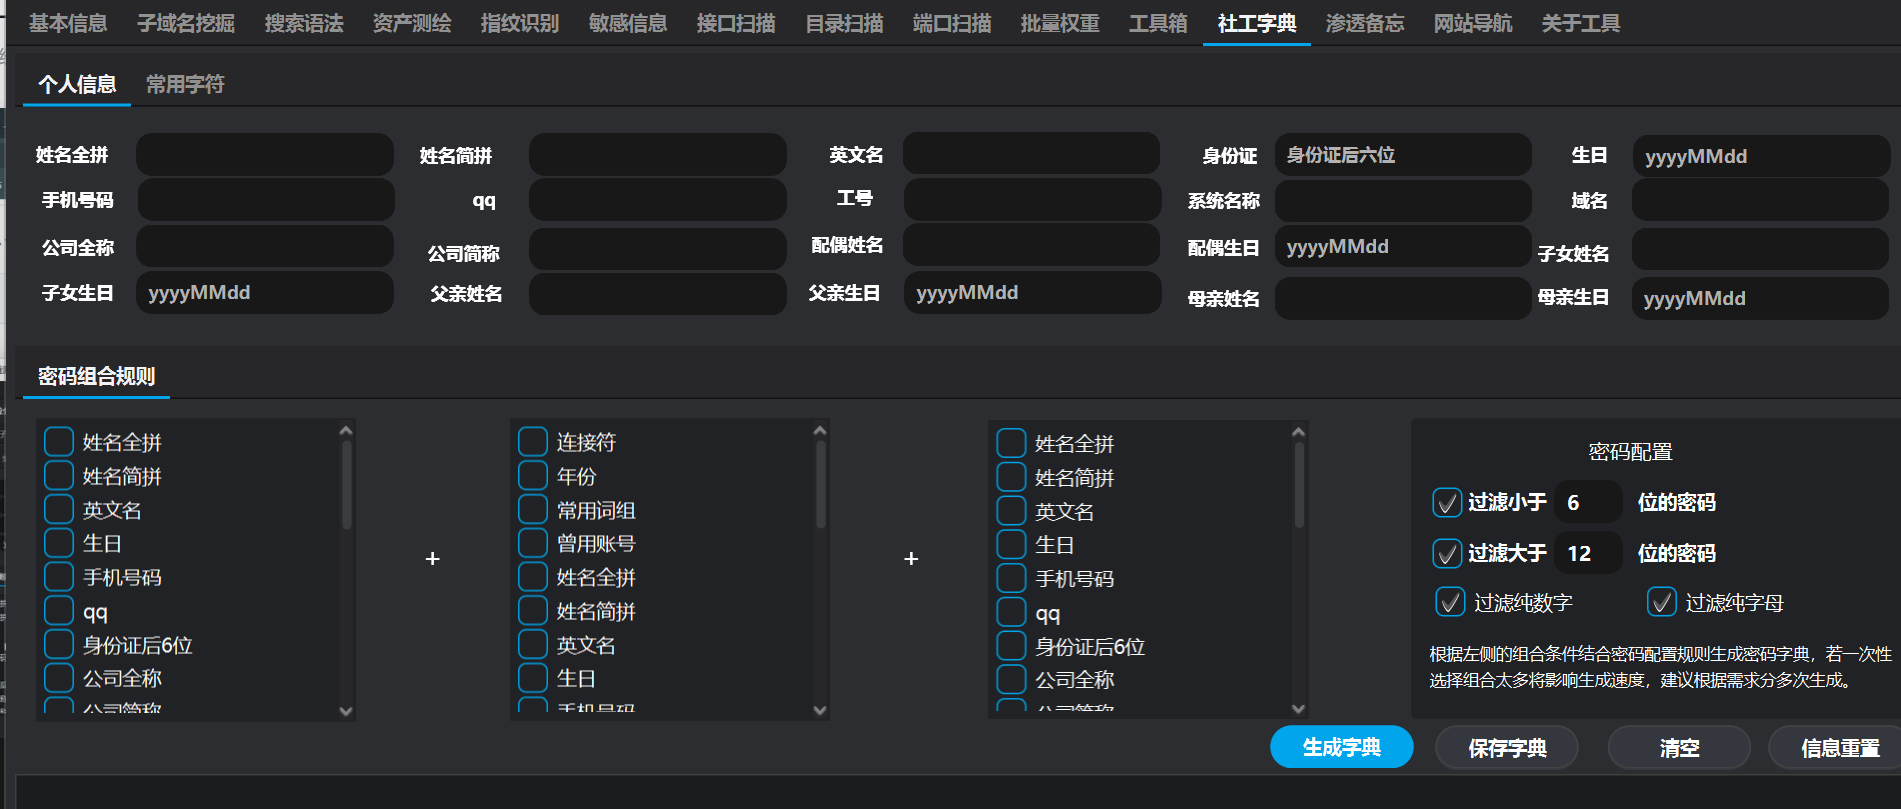 基本信息 子域名挖掘 搜索语法 资产测绘 指纹识别 敏感信息 接口扫描 目录扫描 端口扫描 批量权重 工具箱 社工字典 渗透备忘 网站导航 关于工具
个人信息 常用字符
姓名全拼 姓名简拼 英文名 身份证 身份证后六位 生日 yyyyMMdd
手机号码 qq 工号 系统名称 域名
公司全称 公司简称 配偶姓名 配偶生日 yyyyMMdd 子女姓名
子女生日 yyyyMMdd 父亲姓名 父亲生日 yyyyMMdd 母亲姓名 母亲生日 yyyyMMdd
密码组合规则
姓名全拼
姓名简拼
英文名
生日
手机号码
qq
身份证后6位
公司全称
公司简称
+
连接符
年份
常用词组
曾用账号
姓名全拼
姓名简拼
英文名
生日
手机号码
+
姓名全拼
姓名简拼
英文名
生日
手机号码
qq
身份证后6位
公司全称
公司简称
密码配置
过滤小于 6 位的密码
过滤大于 12 位的密码
过滤纯数字 过滤纯字母
根据左侧的组合条件结合密码配置规则生成密码字典，若一次性
选择组合太多将影响生成速度，建议根据需求分多次生成。
生成字典 保存字典 清空 信息重置